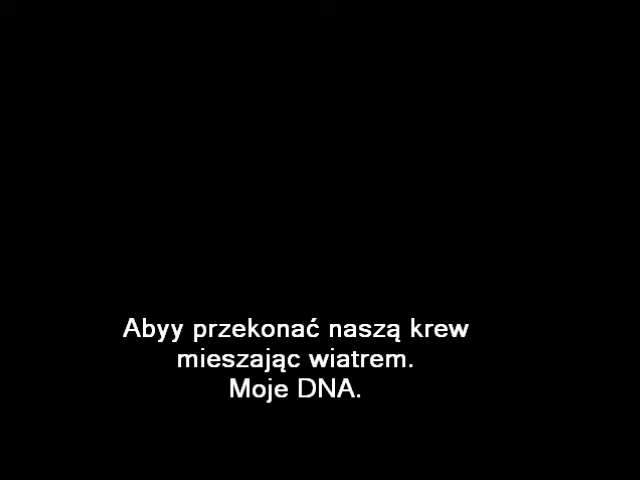 Abyy przekonać naszą krew
mieszając wiatrem.
Moje DNA.